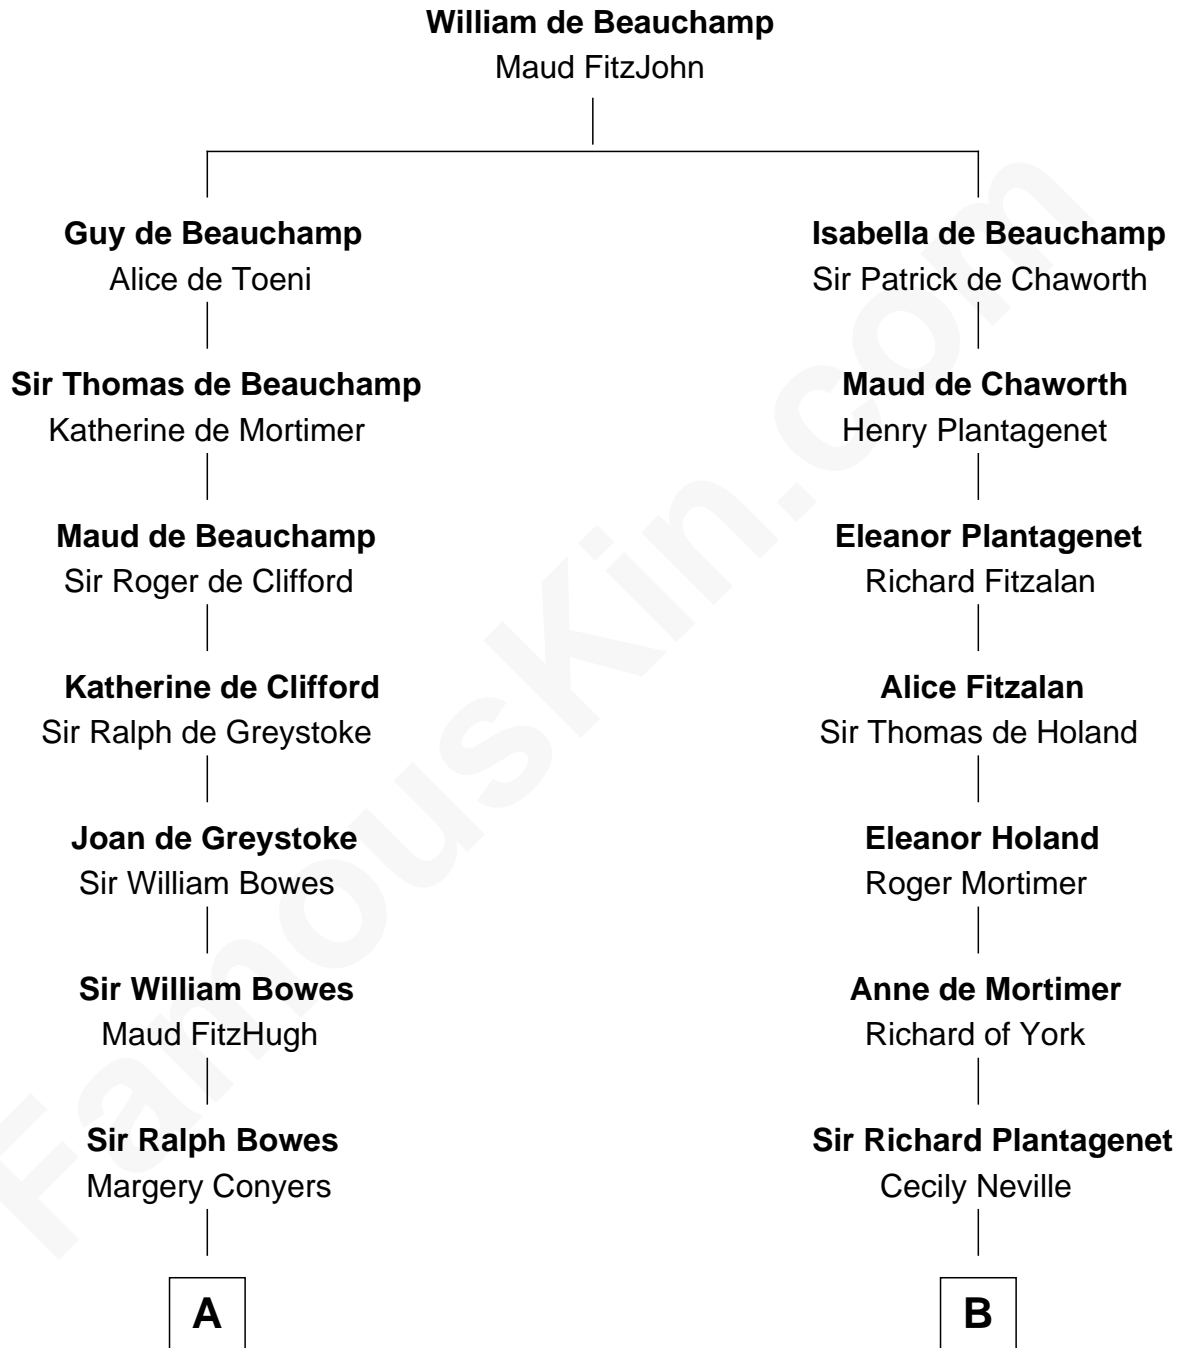 William de Beauchamp
Maud FitzJohn
Guy de Beauchamp
Alice de Toeni
Isabella de Beauchamp
Sir Patrick de Chaworth
Sir Thomas de Beauchamp
Katherine de Mortimer
Maud de Chaworth
Henry Plantagenet
Maud de Beauchamp
Sir Roger de Clifford
Eleanor Plantagenet
Richard Fitzalan
Katherine de Clifford
Sir Ralph de Greystoke
Alice Fitzalan
Sir Thomas de Holand
Joan de Greystoke
Sir William Bowes
Eleanor Holand
Roger Mortimer
Sir William Bowes
Maud FitzHugh
Anne de Mortimer
Richard of York
Sir Ralph Bowes
Margery Conyers
Sir Richard Plantagenet
Cecily Neville
A
B
FamousKin.com